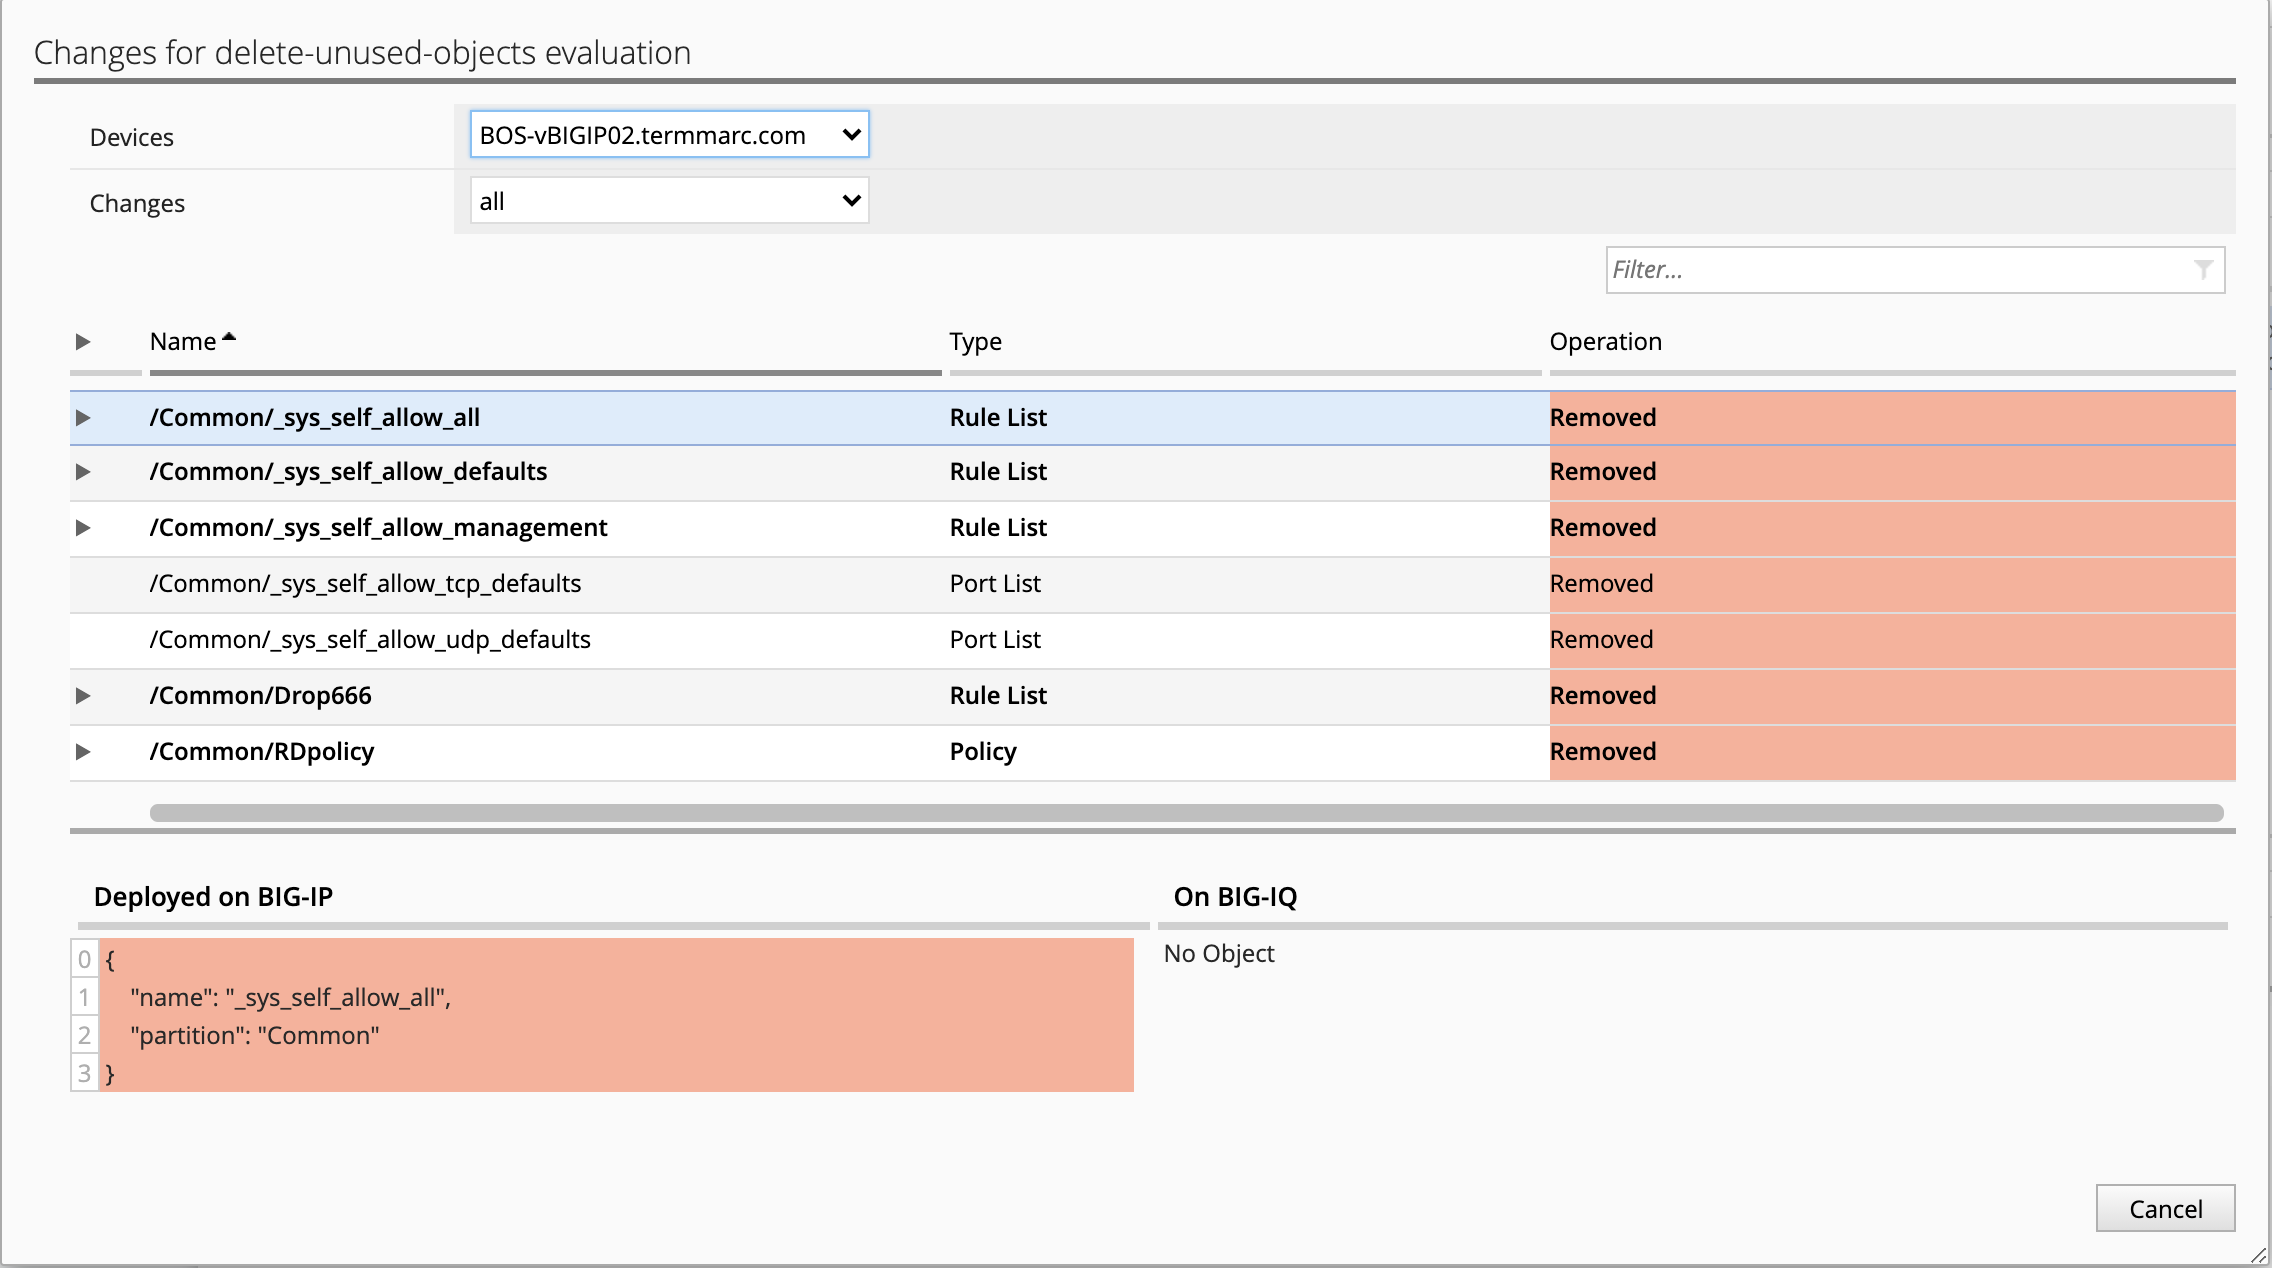 Changes for delete-unused-objects evaluation
Devices
BOS-vBIGIP02.termmarc.com
Changes
all
Filter...
Name Type Operation
/Common/_sys_self_allow_all Rule List Removed
/Common/_sys_self_allow_defaults Rule List Removed
/Common/_sys_self_allow_management Rule List Removed
/Common/_sys_self_allow_tcp_defaults Port List Removed
/Common/_sys_self_allow_udp_defaults Port List Removed
/Common/Drop666 Rule List Removed
/Common/RDpolicy Policy Removed
Deployed on BIG-IP
0 {
1 "name": "_sys_self_allow_all",
2 "partition": "Common"
3 }
On BIG-IQ
No Object
Cancel